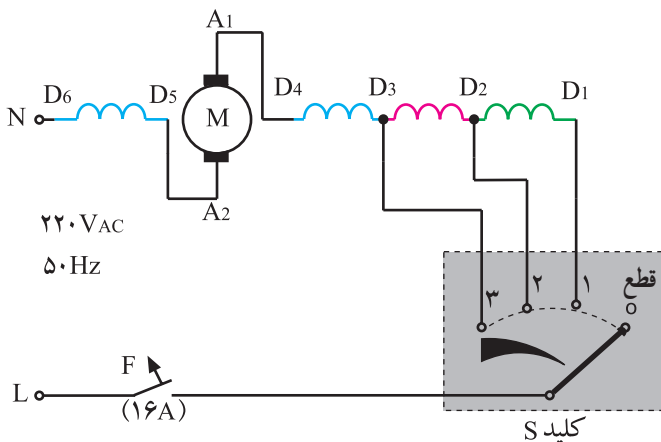 A1
D6 D5 D4 D3 D2 D1
N M
A2
۲۲۰VAC
۵۰Hz
قطع
۳ ۲ ۱ o
F
L
(۱۶A)
کلید S